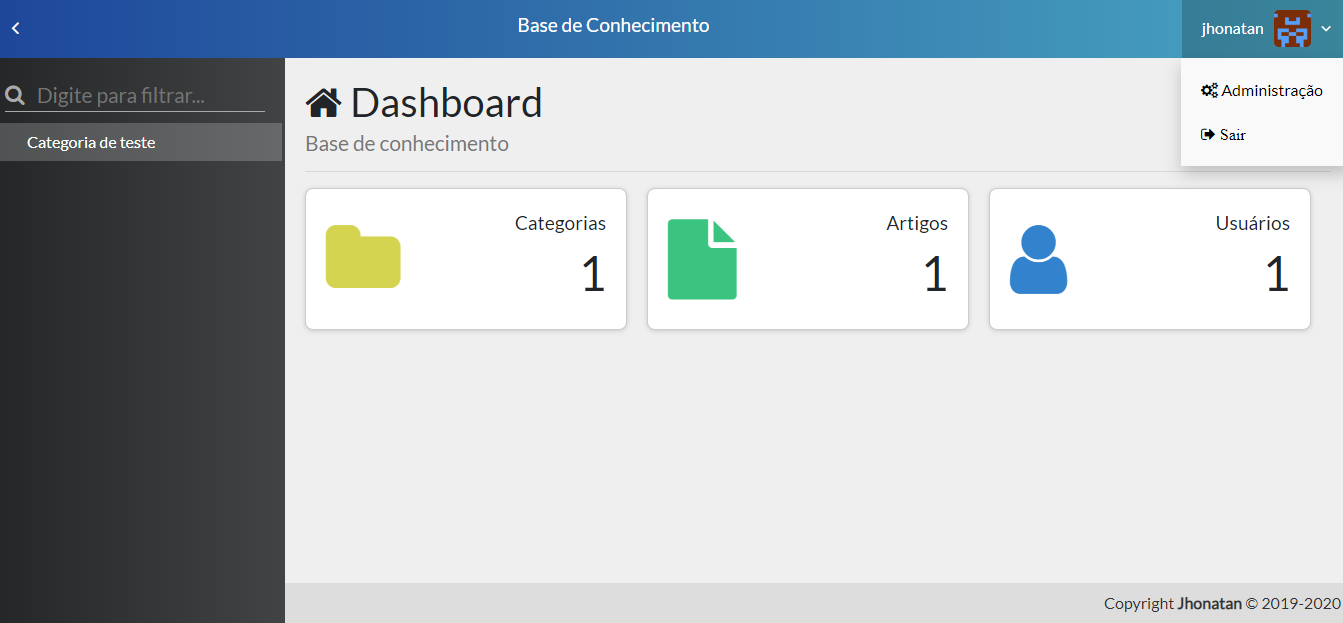 Base de Conhecimento
jhonatan
Administração
Sair
Digite para filtrar...
Categoria de teste
Dashboard
Base de conhecimento
Categorias
1
Artigos
1
Usuários
1
Copyright Jhonatan © 2019-2020